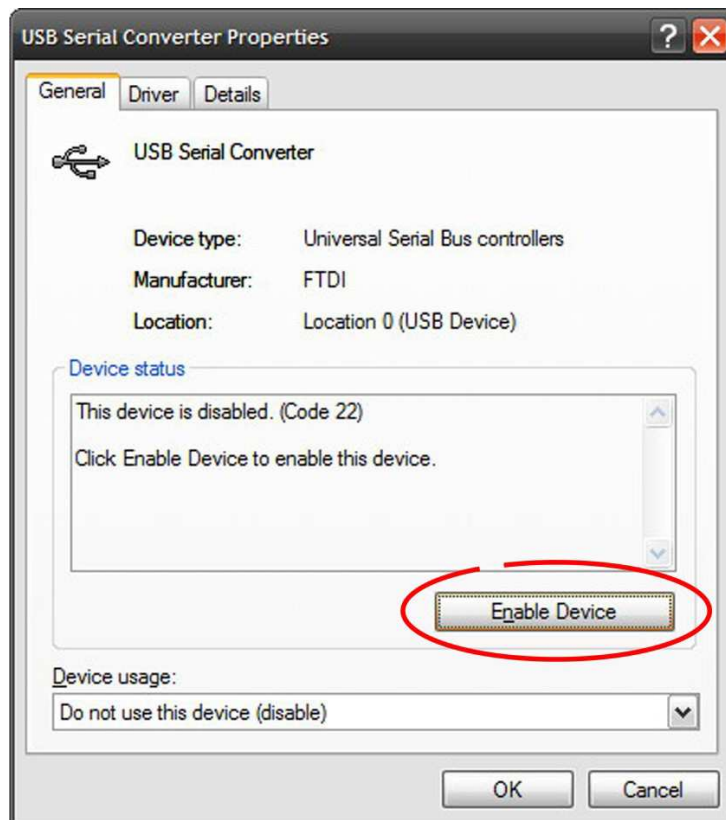 USB Serial Converter Properties
General Driver Details
USB Serial Converter
Device type: Universal Serial Bus controllers
Manufacturer: FTDI
Location: Location 0 (USB Device)
Device status
This device is disabled. (Code 22)
Click Enable Device to enable this device.
Enable Device
Device usage:
Do not use this device (disable)
OK Cancel